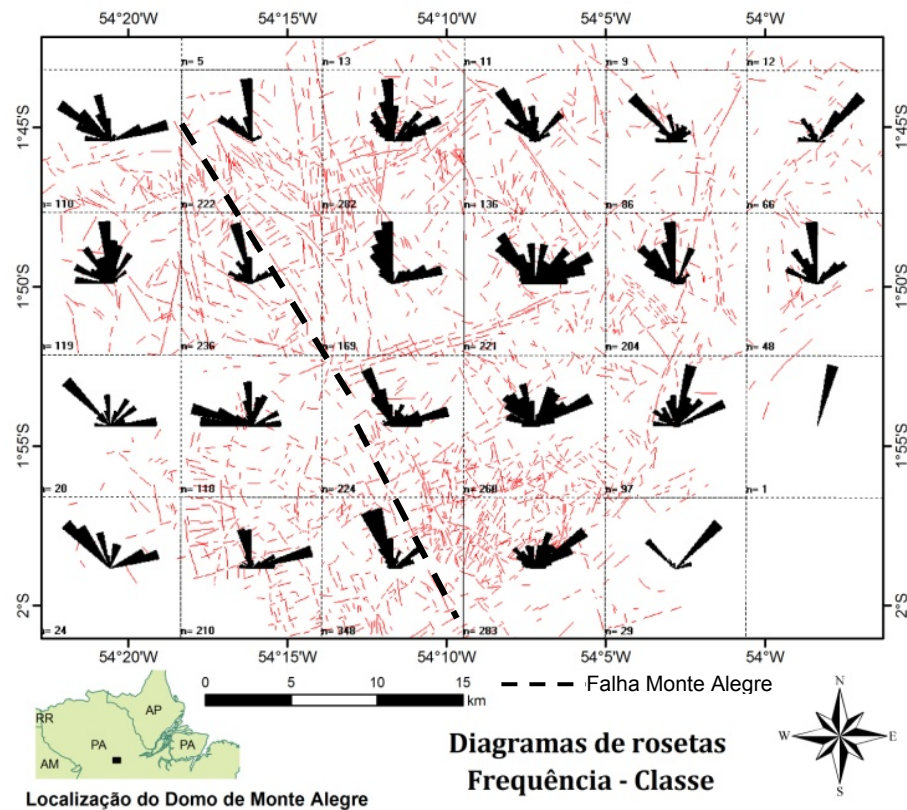 54°20'W 54°15'W 54°10'W 54°5'W 54°W
n= 5 n= 13 n= 11 n= 9 n= 12
1°45'S 1°45'S
n= 110 n= 222 n= 282 n= 136 n= 86 n= 66
1°50'S 1°50'S
n= 119 n= 236 n= 169 n= 221 n= 204 n= 48
1°55'S 1°55'S
n= 20 n= 118 n= 224 n= 268 n= 97 n= 1
2°S 2°S
n= 24 n= 210 n= 348 n= 283 n= 29
54°20'W 54°15'W 54°10'W 54°5'W 54°W
0 5 10 15
km
Falha Monte Alegre
RR AP
PA PA
AM
Diagramas de rosetas
Frequência - Classe
N
W E
S
Localização do Domo de Monte Alegre